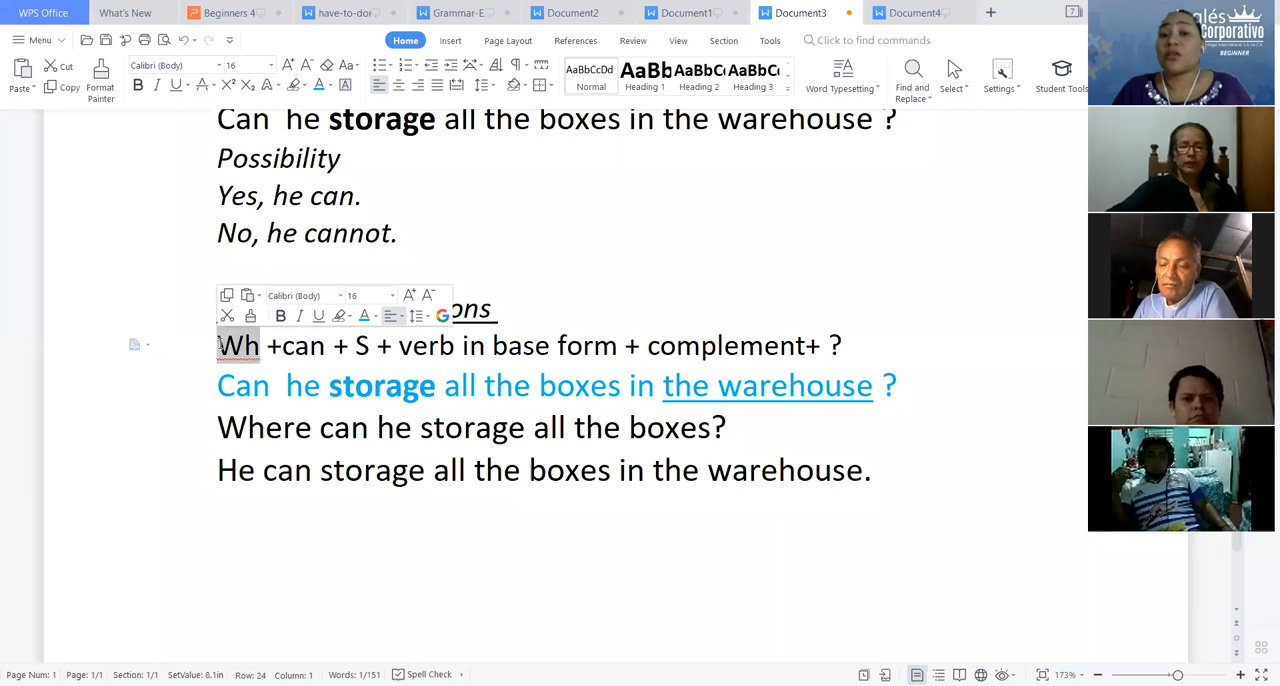 WPS Office What's New Beginners 4 have-to-don Grammar-E Document2 Document1 Document3 Document4 7
Menu Home Insert Page Layout References Review View Section Tools Click to find commands
Paste Cut Copy Format Painter Calibri (Body) 16 AaBbCcDd Normal AaBb Heading 1 AaBbC Heading 2 AaBbC Heading 3 Word Typesetting Find and Replace Select Settings Student Tools
Can he storage all the boxes in the warehouse ?
Possibility
Yes, he can.
No, he cannot.
Calibri (Body) 16
ons
Wh +can + S + verb in base form + complement+ ?
Can he storage all the boxes in the warehouse ?
Where can he storage all the boxes?
He can storage all the boxes in the warehouse.
Page Num: 1 Page: 1/1 Section: 1/1 SetValue: 8.1in Row: 24 Column: 1 Words: 1/151 Spell Check 173%
glés
Corporativo
BEGINNER